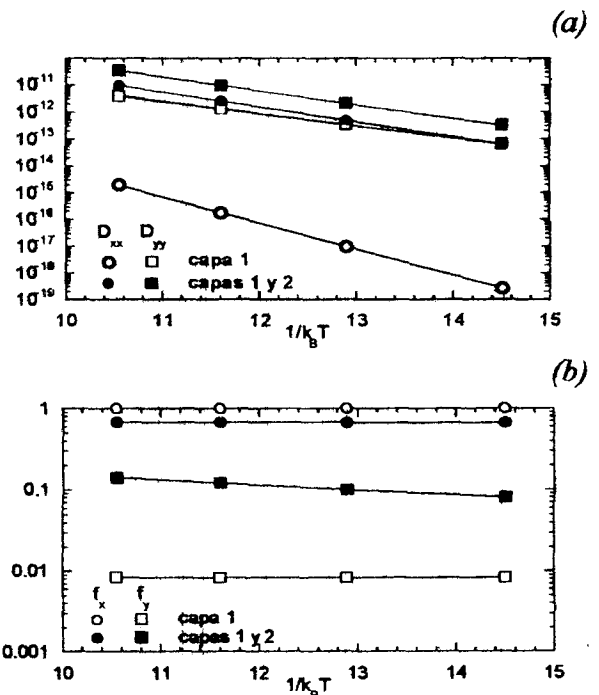 (a)
10⁻¹¹
10⁻¹²
10⁻¹³
10⁻¹⁴
10⁻¹⁵
10⁻¹⁶
10⁻¹⁷
10⁻¹⁸
10⁻¹⁹
D_xx D_yy
capa 1
capas 1 y 2
10 11 12 13 14 15
1/k_BT
(b)
1
0.1
0.01
0.001
f_x f_y
capa 1
capas 1 y 2
10 11 12 13 14 15
1/k_BT